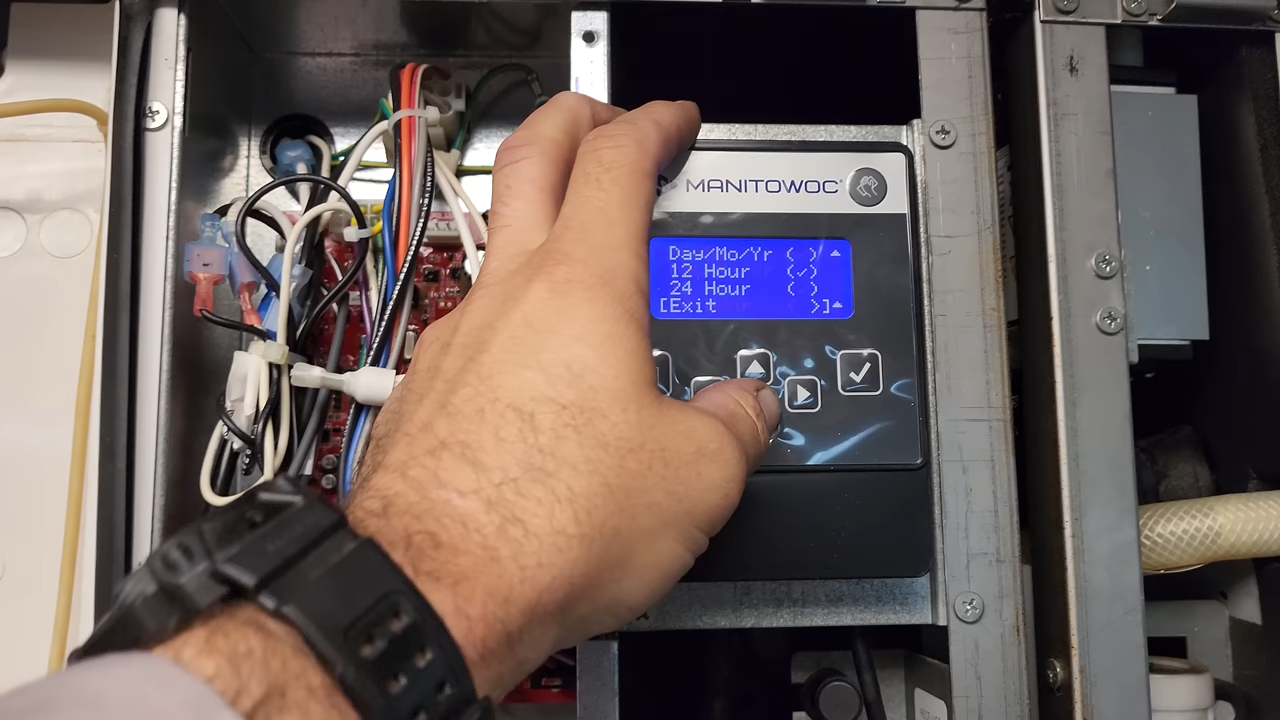 MANITOWOC
Day/Mo/Yr ( )
12 Hour (✓)
24 Hour ( )
[Exit >]